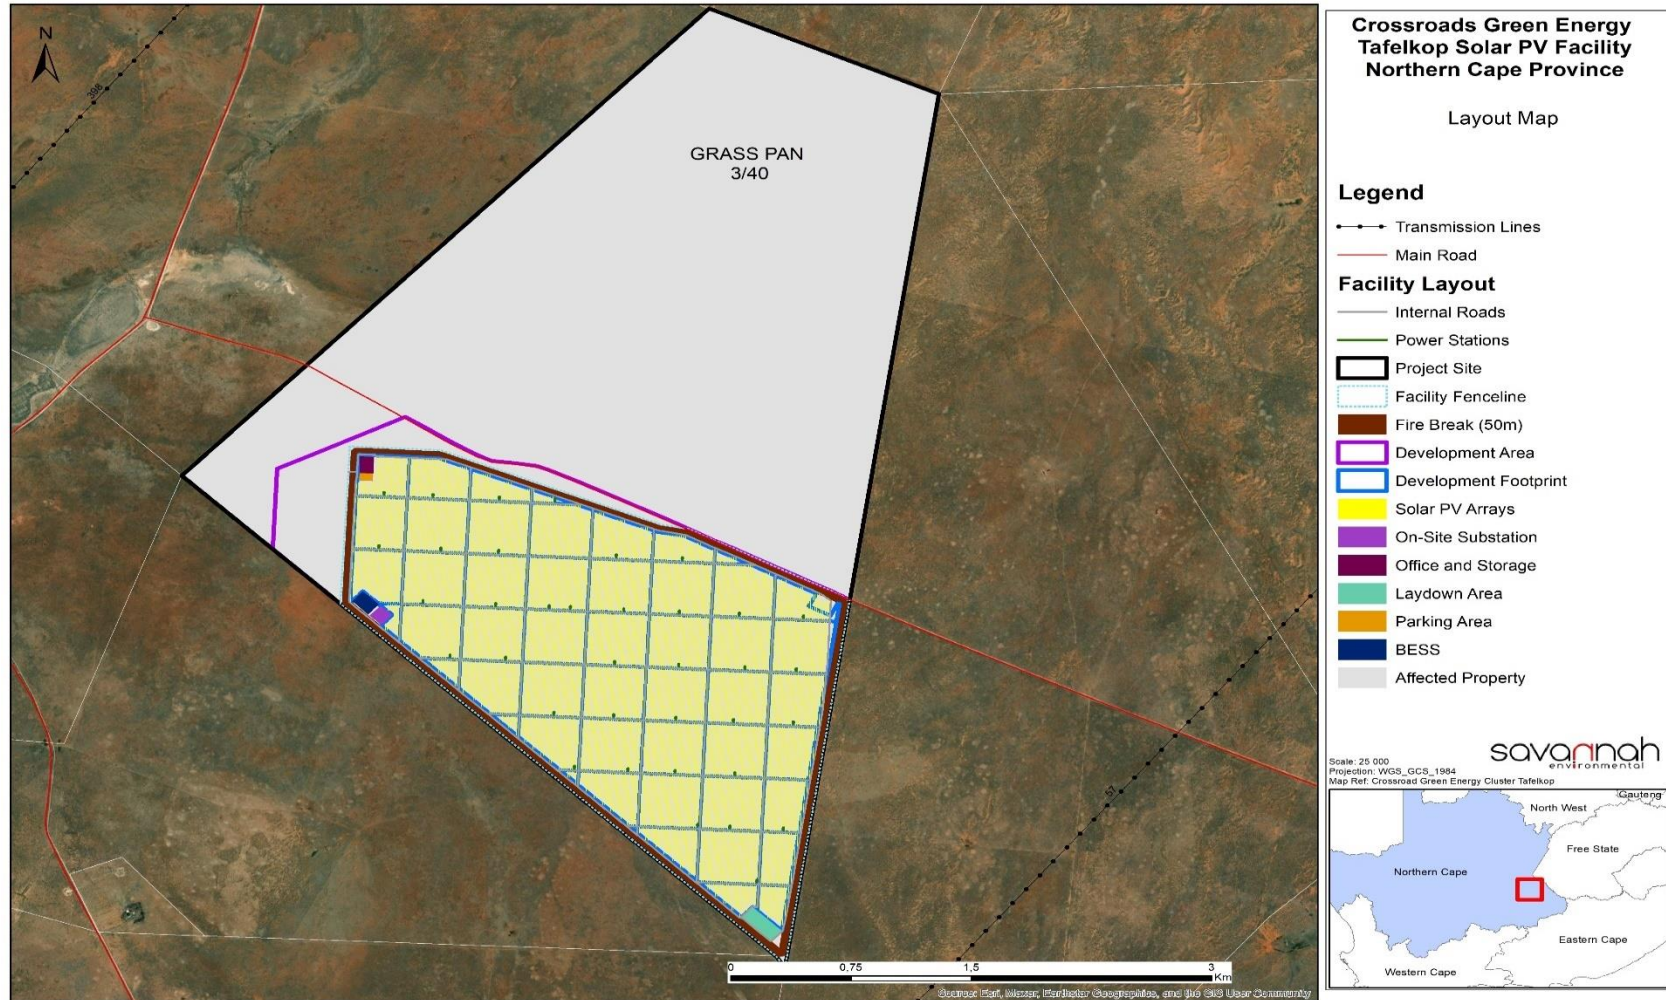 N
398
GRASS PAN
3/40
57
0 0,75 1,5 3
Km
Source: Esri, Maxar, Earthstar Geographics, and the GIS User Community
Crossroads Green Energy
Tafelkop Solar PV Facility
Northern Cape Province
Layout Map
Legend
Transmission Lines
Main Road
Facility Layout
Internal Roads
Power Stations
Project Site
Facility Fenceline
Fire Break (50m)
Development Area
Development Footprint
Solar PV Arrays
On-Site Substation
Office and Storage
Laydown Area
Parking Area
BESS
Affected Property
savannah
environmental
Scale: 25 000
Projection: WGS_GCS_1984
Map Ref: Crossroad Green Energy Cluster Tafelkop
Gauteng
North West
Free State
Northern Cape
Eastern Cape
Western Cape